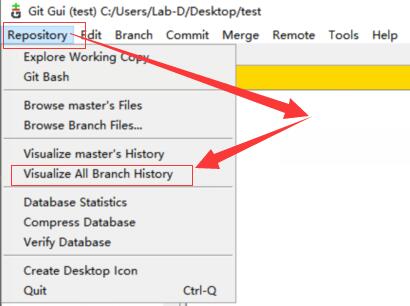 Git Gui (test) C:/Users/Lab-D/Desktop/test
Repository Edit Branch Commit Merge Remote Tools Help
Explore Working Copy
Git Bash
Browse master's Files
Browse Branch Files...
Visualize master's History
Visualize All Branch History
Database Statistics
Compress Database
Verify Database
Create Desktop Icon
Quit Ctrl-Q